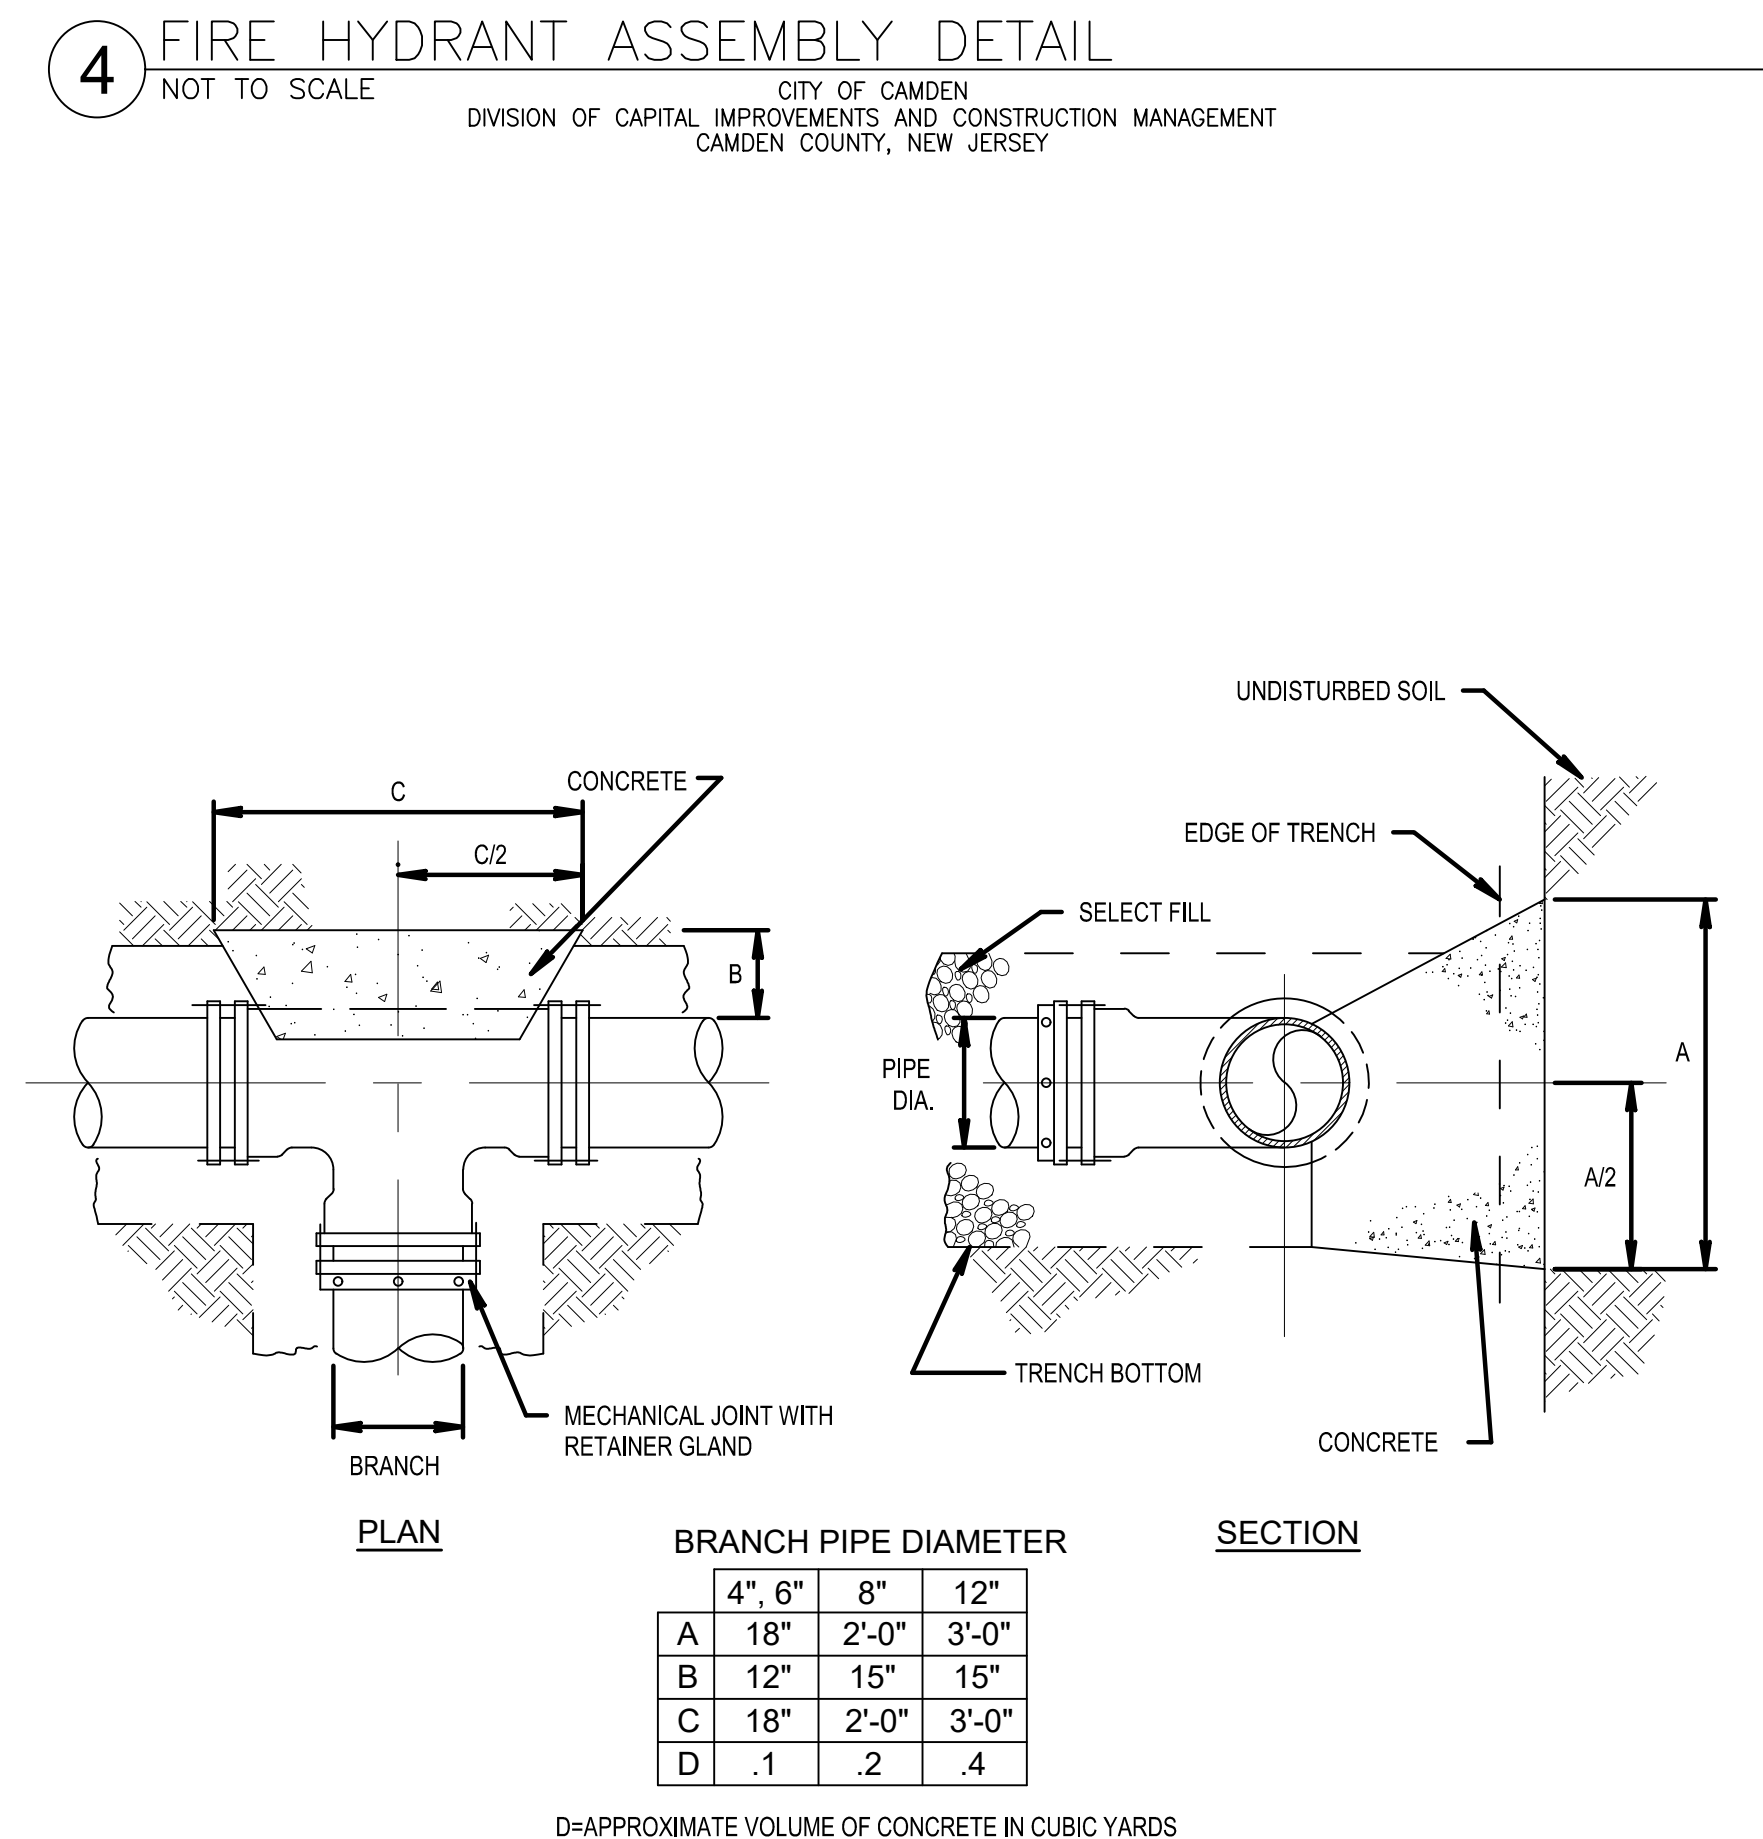 4
FIRE HYDRANT ASSEMBLY DETAIL
NOT TO SCALE
CITY OF CAMDEN
DIVISION OF CAPITAL IMPROVEMENTS AND CONSTRUCTION MANAGEMENT
CAMDEN COUNTY, NEW JERSEY
C
CONCRETE
C/2
B
BRANCH
MECHANICAL JOINT WITH
RETAINER GLAND
PLAN
UNDISTURBED SOIL
EDGE OF TRENCH
SELECT FILL
PIPE
DIA.
A
A/2
TRENCH BOTTOM
CONCRETE
SECTION
BRANCH PIPE DIAMETER
4", 6" 8" 12"
A 18" 2'-0" 3'-0"
B 12" 15" 15"
C 18" 2'-0" 3'-0"
D .1 .2 .4
D=APPROXIMATE VOLUME OF CONCRETE IN CUBIC YARDS